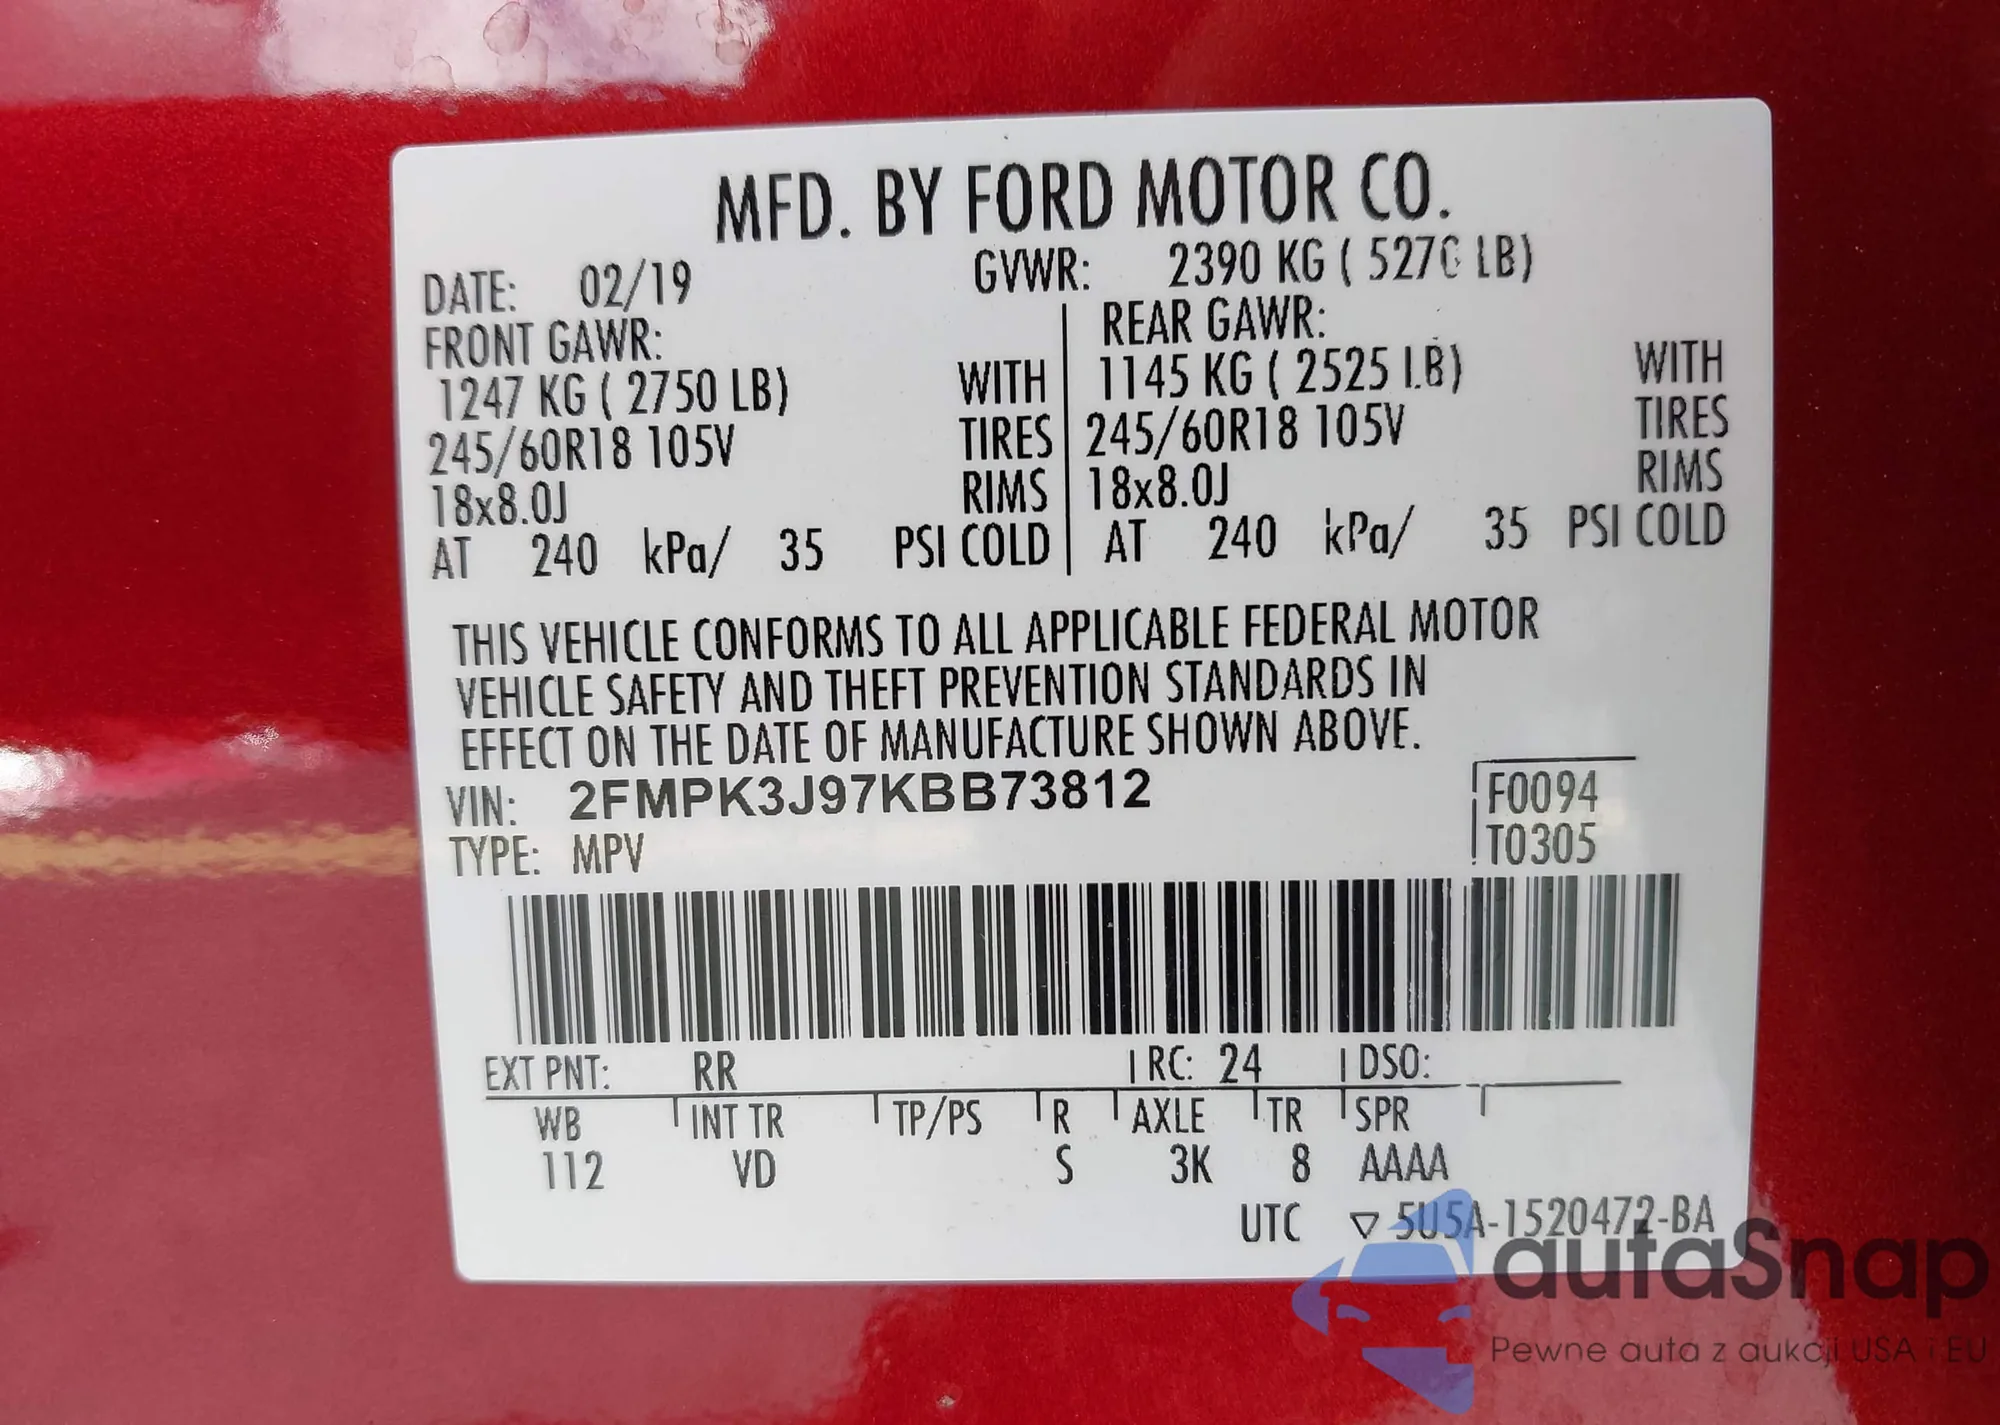 MFD. BY FORD MOTOR CO.
DATE: 02/19 GVWR: 2390 KG ( 5270 LB)
FRONT GAWR: REAR GAWR:
1247 KG ( 2750 LB) WITH 1145 KG ( 2525 LB) WITH
245/60R18 105V TIRES 245/60R18 105V TIRES
18x8.0J RIMS 18x8.0J RIMS
AT 240 kPa/ 35 PSI COLD AT 240 kPa/ 35 PSI COLD
THIS VEHICLE CONFORMS TO ALL APPLICABLE FEDERAL MOTOR
VEHICLE SAFETY AND THEFT PREVENTION STANDARDS IN
EFFECT ON THE DATE OF MANUFACTURE SHOWN ABOVE.
VIN: 2FMPK3J97KBB73812 F0094
TYPE: MPV T0305
EXT PNT: RR RC: 24 DSO:
WB INT TR TP/PS R AXLE TR SPR
112 VD S 3K 8 AAAA
UTC ▽ 5U5A-1520472-BA
autaSnap
Pewne auta z aukcji USA i EU